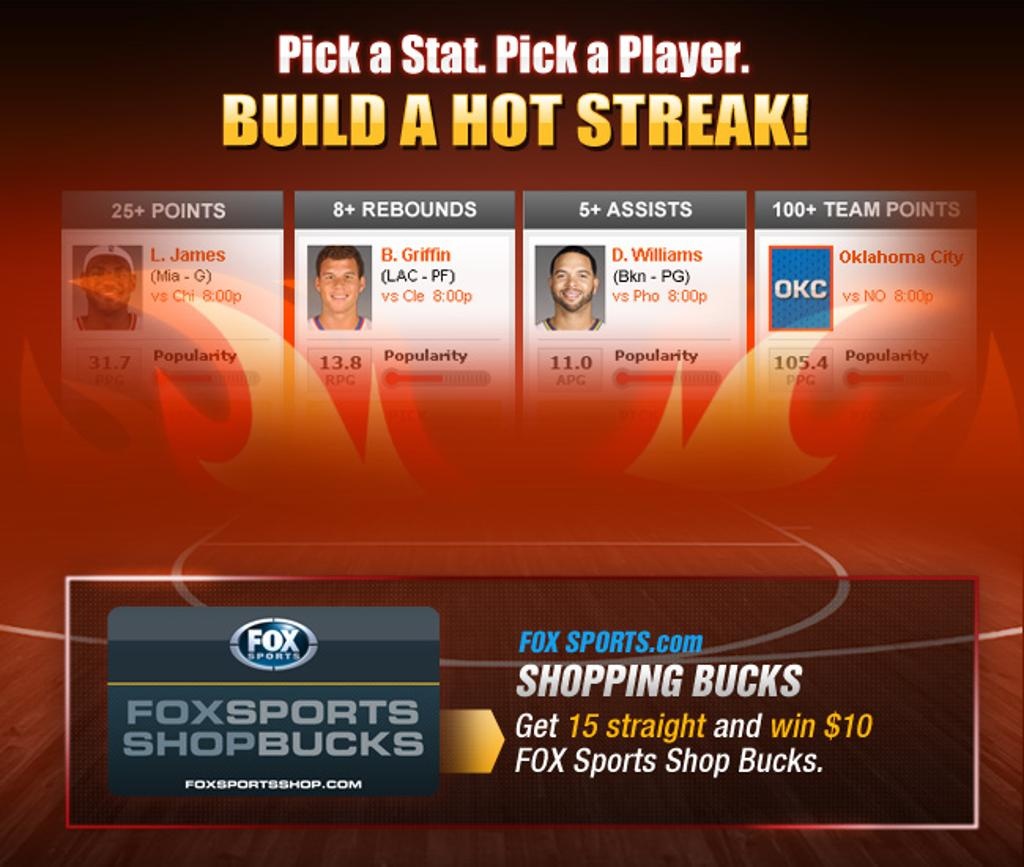 Pick a Stat. Pick a Player.
BUILD A HOT STREAK!
25+ POINTS
L. James
(Mia - G)
vs Chi 8:00p
31.7
PPG
Popularity
8+ REBOUNDS
B. Griffin
(LAC - PF)
vs Cle 8:00p
13.8
RPG
Popularity
PICK
5+ ASSISTS
D. Williams
(Bkn - PG)
vs Pho 8:00p
11.0
APG
Popularity
PICK
100+ TEAM POINTS
OKC
Oklahoma City
vs NO 8:00p
105.4
PPG
Popularity
PICK
FOX
SPORTS
FOXSPORTS
SHOPBUCKS
FOXSPORTSSHOP.COM
FOX SPORTS.com
SHOPPING BUCKS
Get 15 straight and win $10
FOX Sports Shop Bucks.